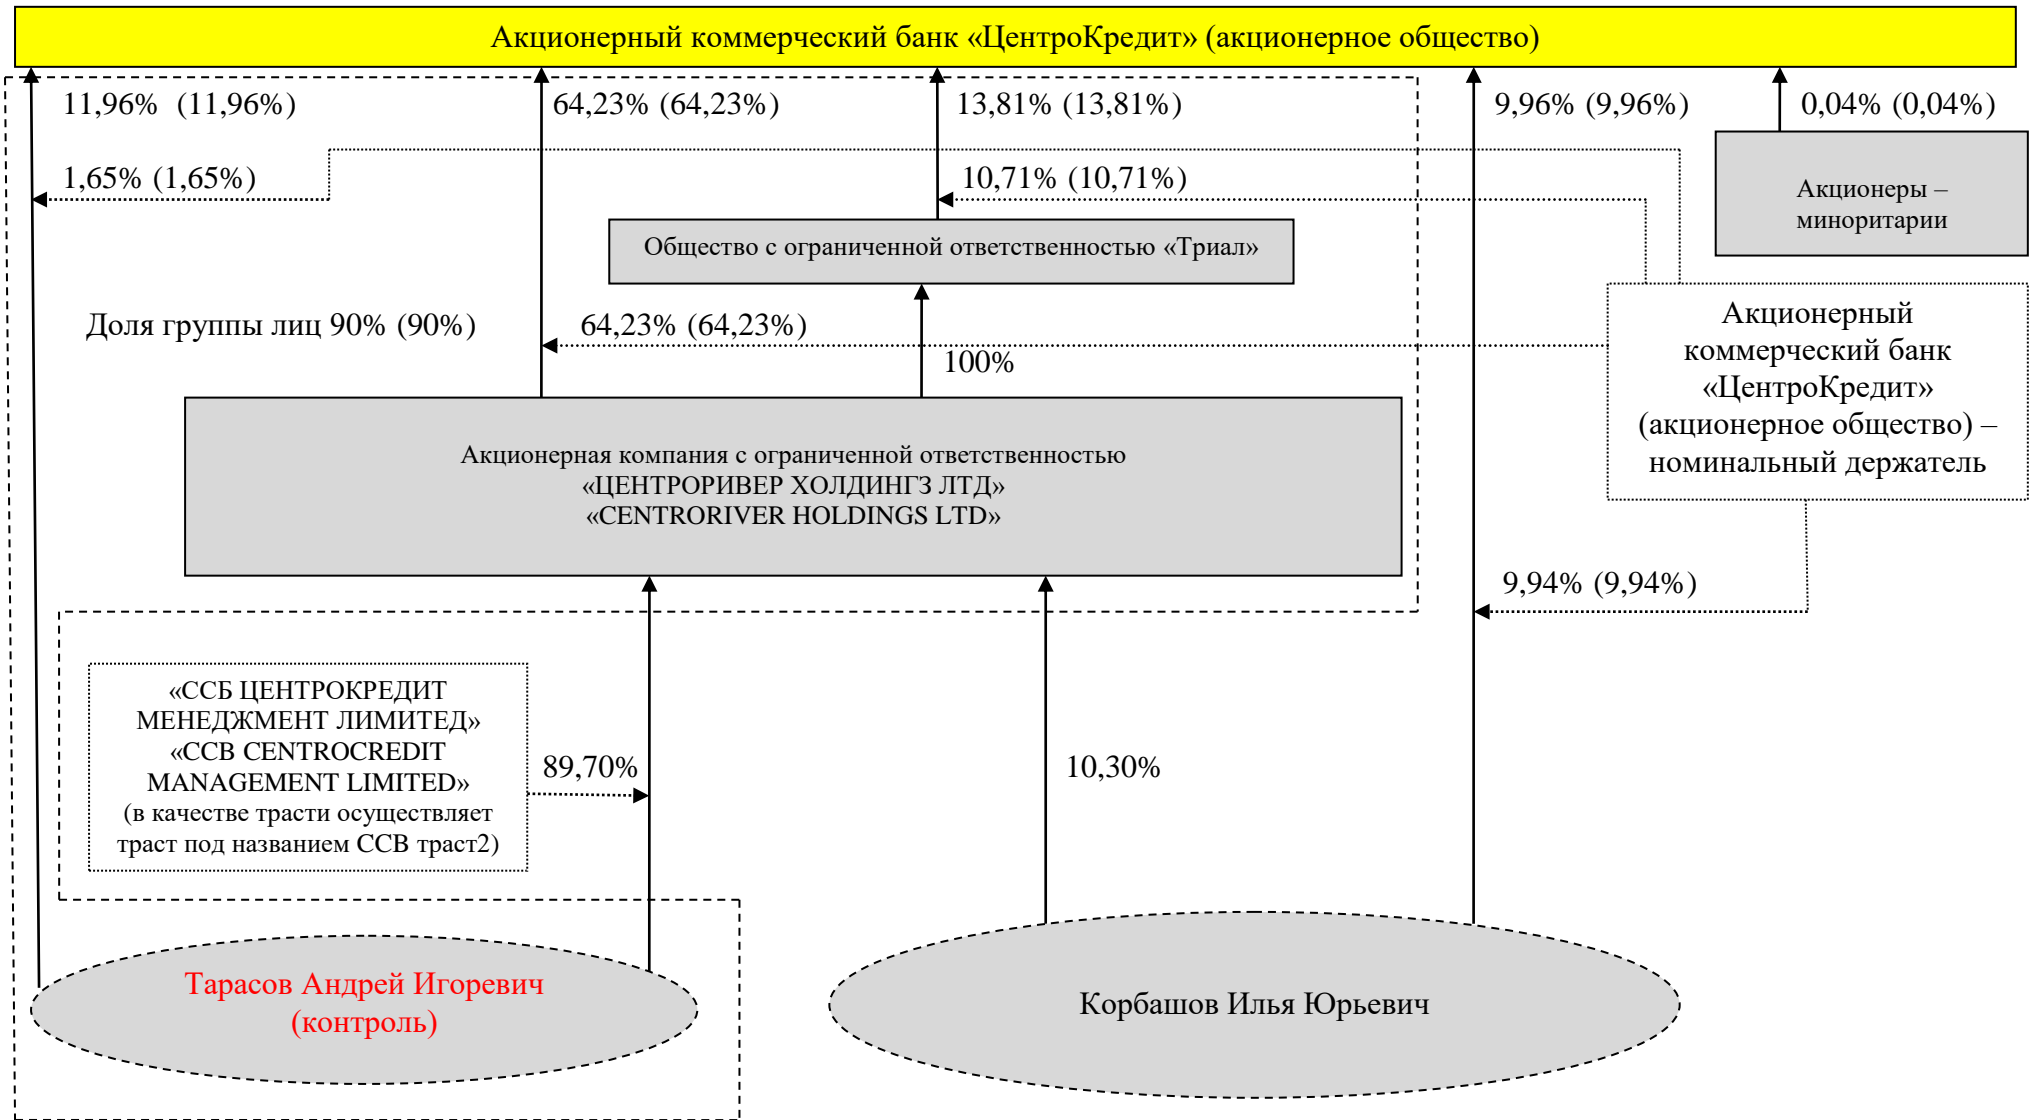 Акционерный коммерческий банк «ЦентроКредит» (акционерное общество)
11,96% (11,96%)
64,23% (64,23%)
13,81% (13,81%)
9,96% (9,96%)
0,04% (0,04%)
1,65% (1,65%)
10,71% (10,71%)
Акционеры –
миноритарии
Общество с ограниченной ответственностью «Триал»
Доля группы лиц 90% (90%)
64,23% (64,23%)
100%
Акционерный
коммерческий банк
«ЦентроКредит»
(акционерное общество) –
номинальный держатель
Акционерная компания с ограниченной ответственностью
«ЦЕНТРОРИВЕР ХОЛДИНГЗ ЛТД»
«CENTRORIVER HOLDINGS LTD»
9,94% (9,94%)
«ССБ ЦЕНТРОКРЕДИТ
МЕНЕДЖМЕНТ ЛИМИТЕД»
«CCB CENTROCREDIT
MANAGEMENT LIMITED»
(в качестве трасти осуществляет
траст под названием ССВ траст2)
89,70%
10,30%
Тарасов Андрей Игоревич
(контроль)
Корбашов Илья Юрьевич